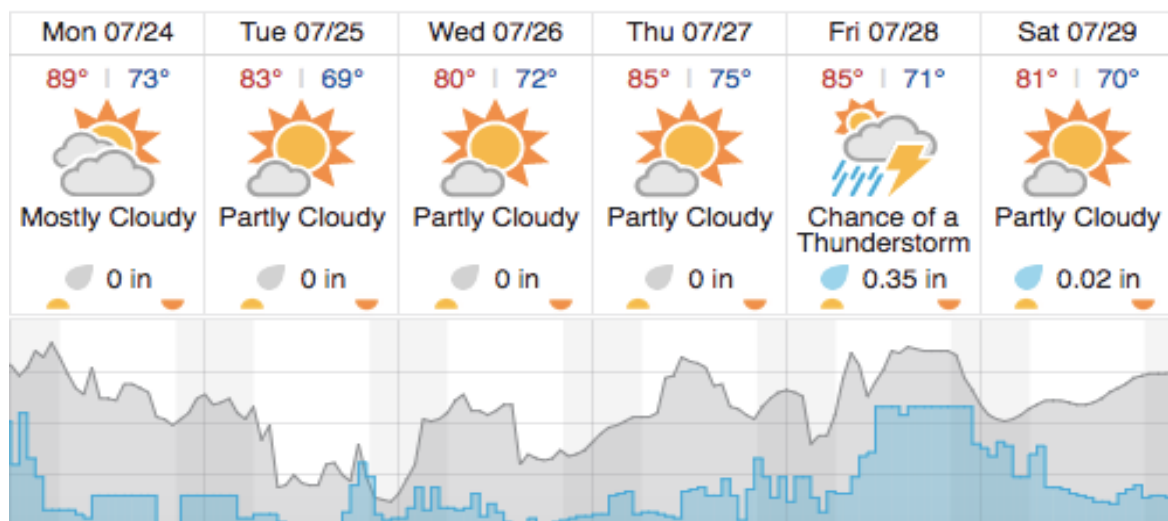 Mon 07/24 Tue 07/25 Wed 07/26 Thu 07/27 Fri 07/28 Sat 07/29
89° | 73° 83° | 69° 80° | 72° 85° | 75° 85° | 71° 81° | 70°
Mostly Cloudy Partly Cloudy Partly Cloudy Partly Cloudy Chance of a Partly Cloudy
Thunderstorm
0 in 0 in 0 in 0 in 0.35 in 0.02 in